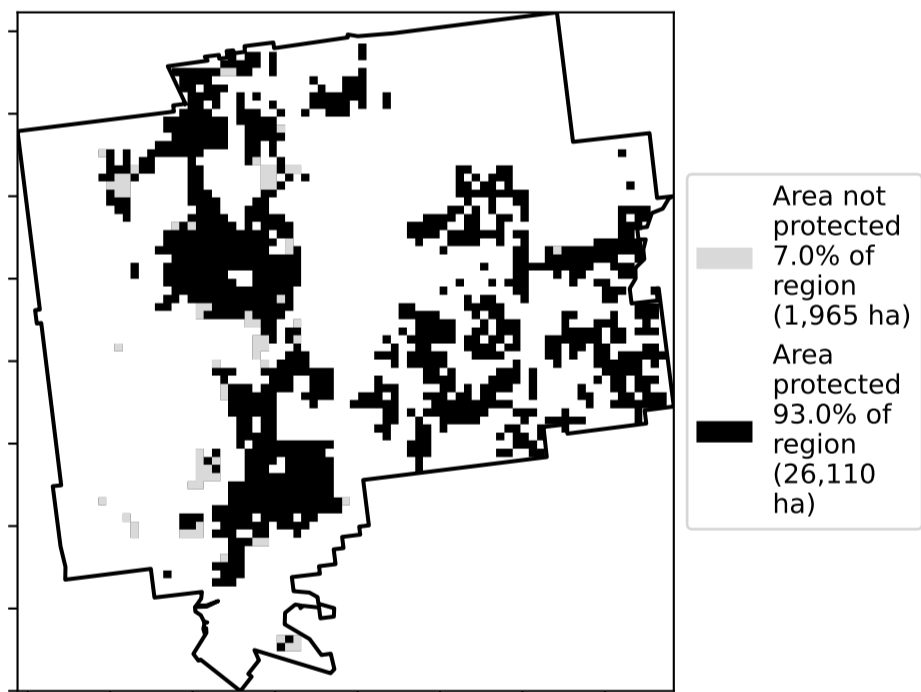 Area not
protected
7.0% of
region
(1,965 ha)
Area
protected
93.0% of
region
(26,110
ha)